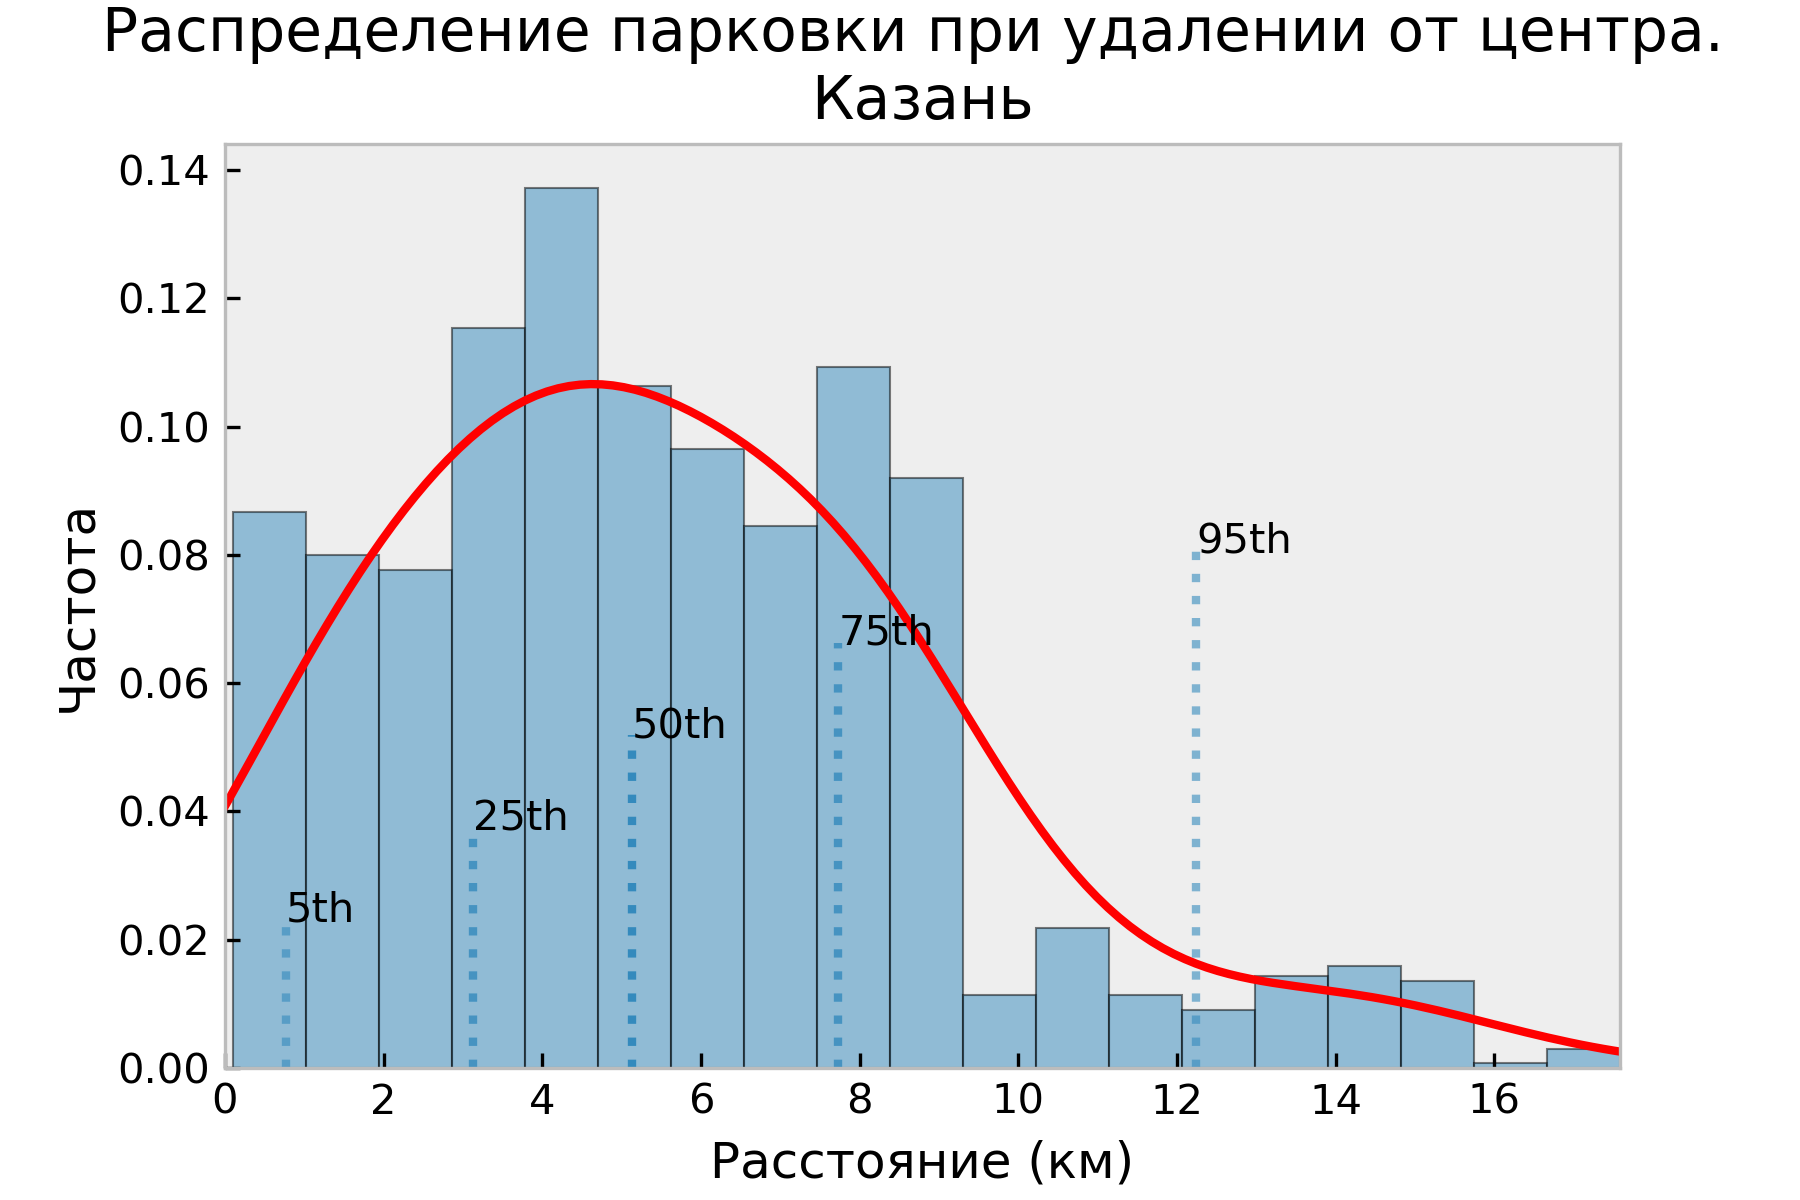 Распределение парковки при удалении от центра.
Казань
0.14
0.12
0.10
0.08
0.06
0.04
0.02
0.00
Частота
5th
25th
50th
75th
95th
0 2 4 6 8 10 12 14 16
Расстояние (км)